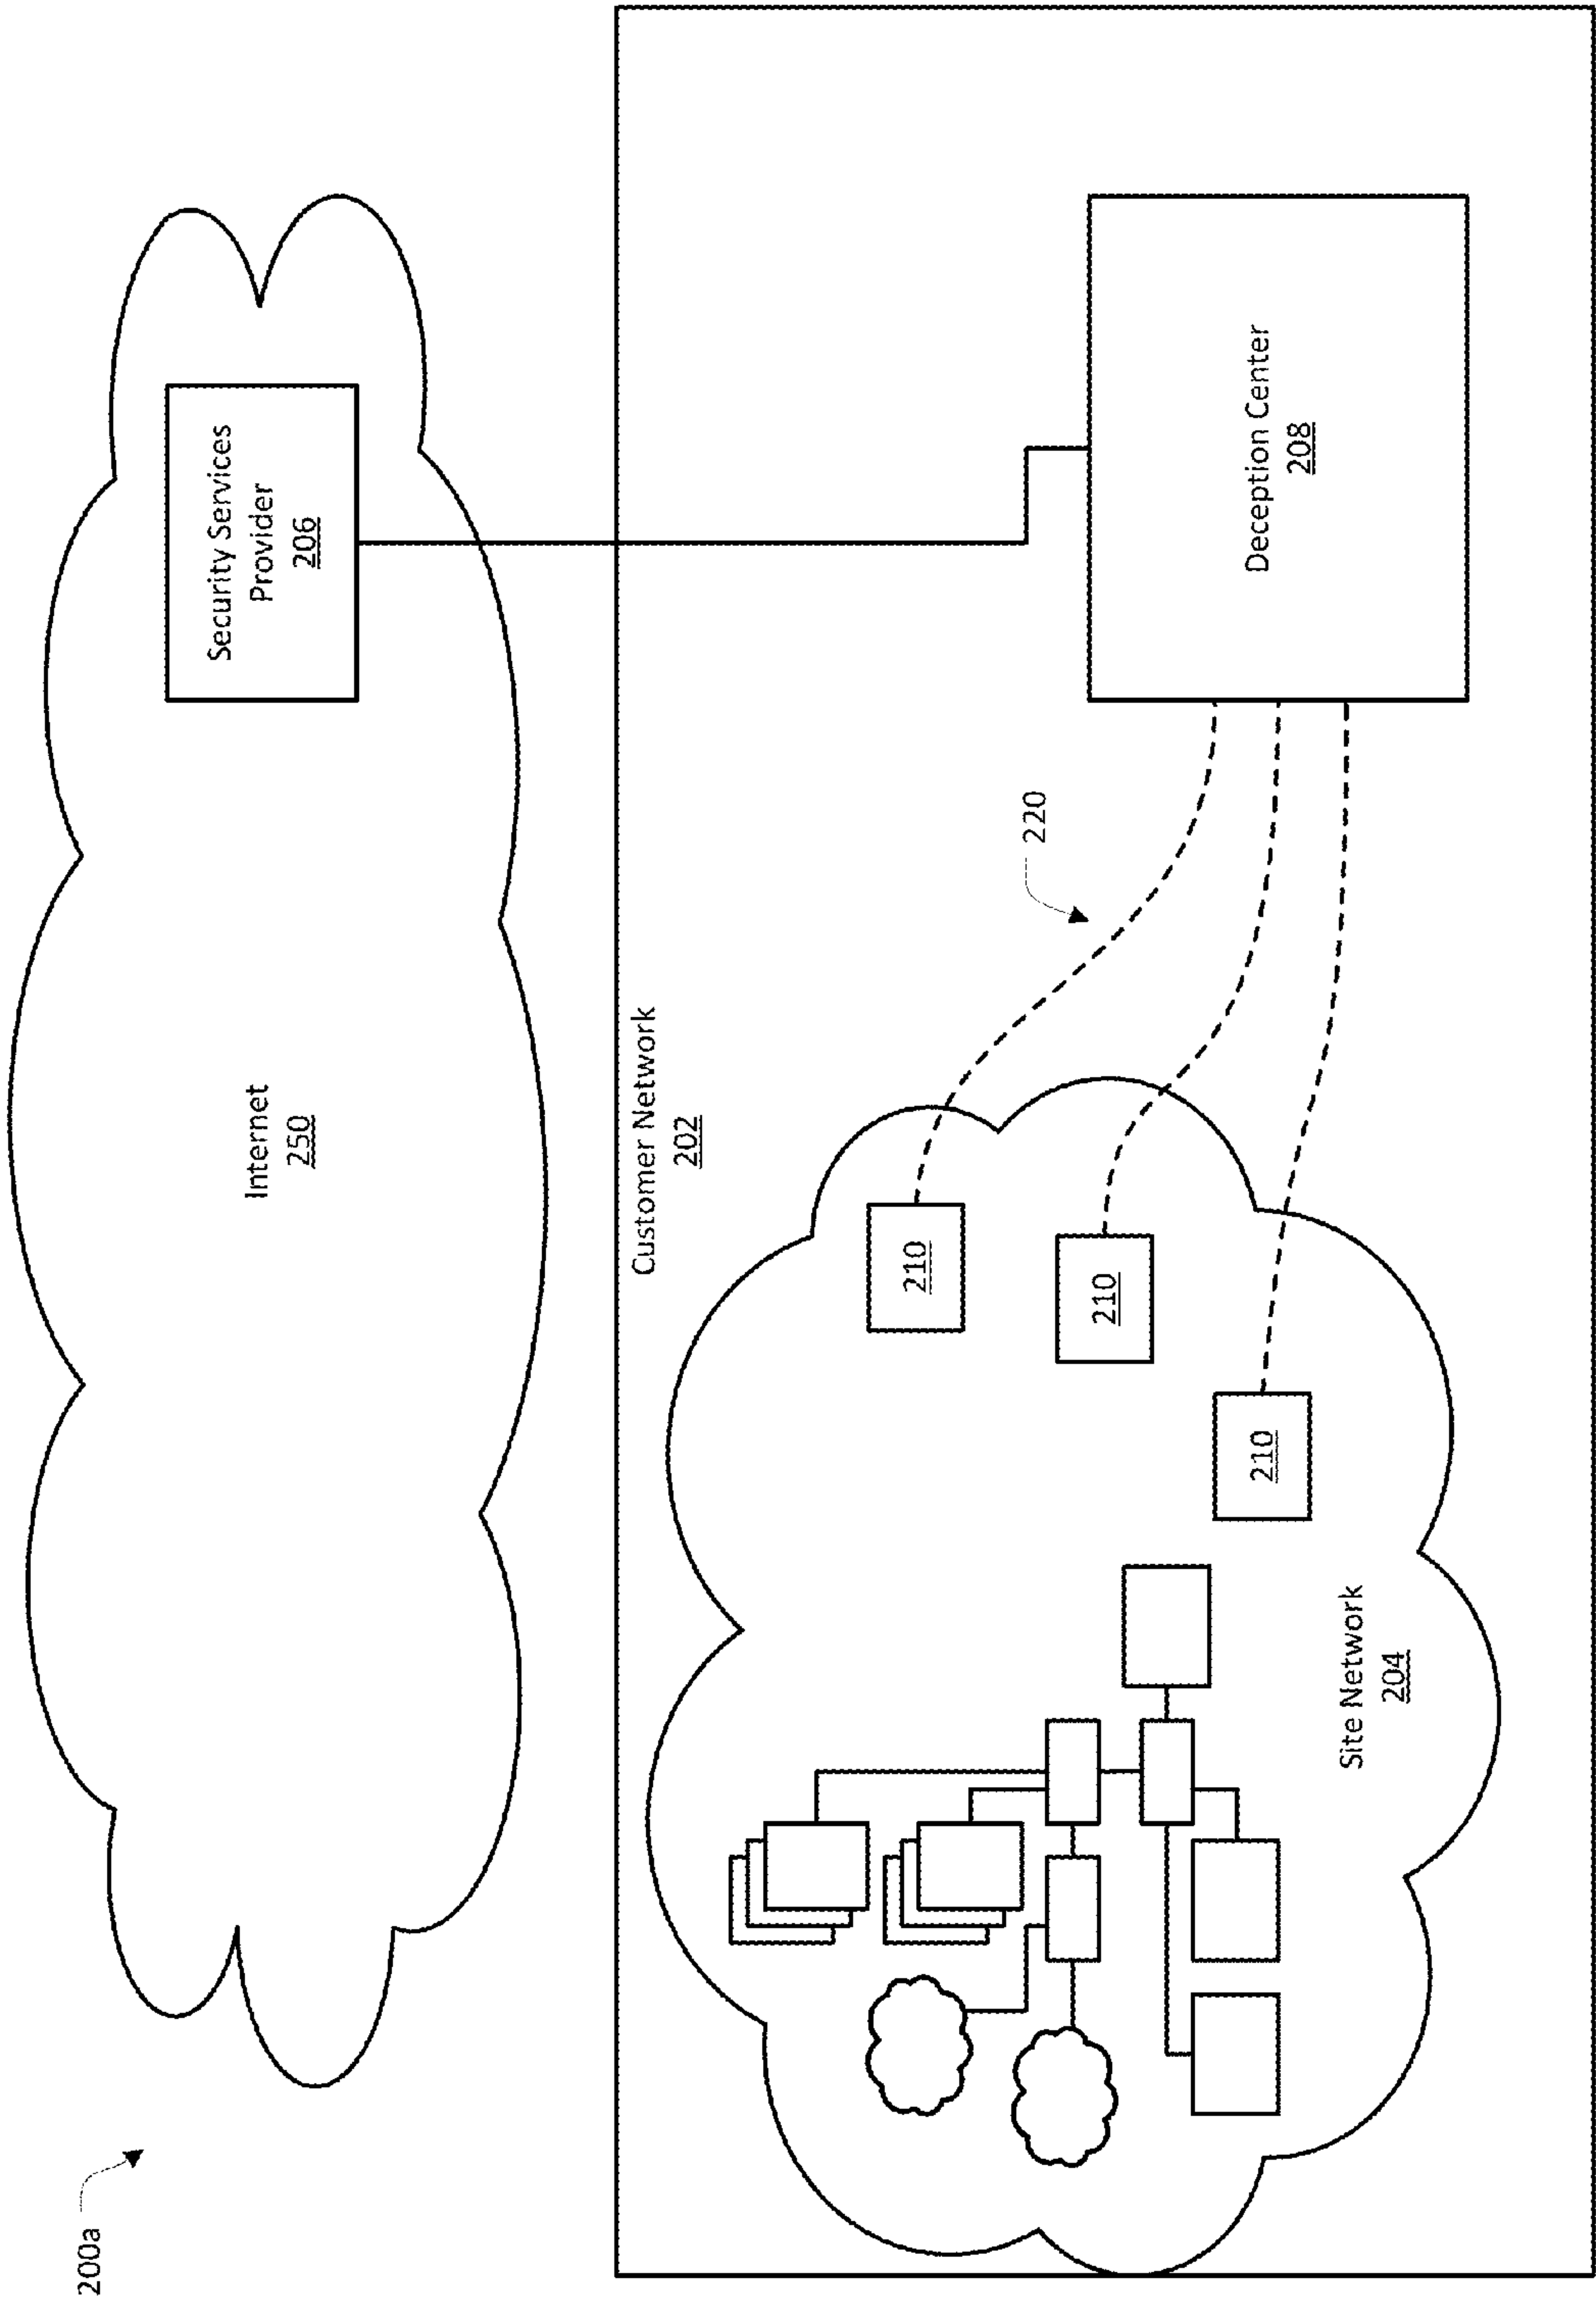 200a
Internet
250
Security Services
Provider
206
Customer Network
202
220
210
210
210
Site Network
204
Deception Center
208